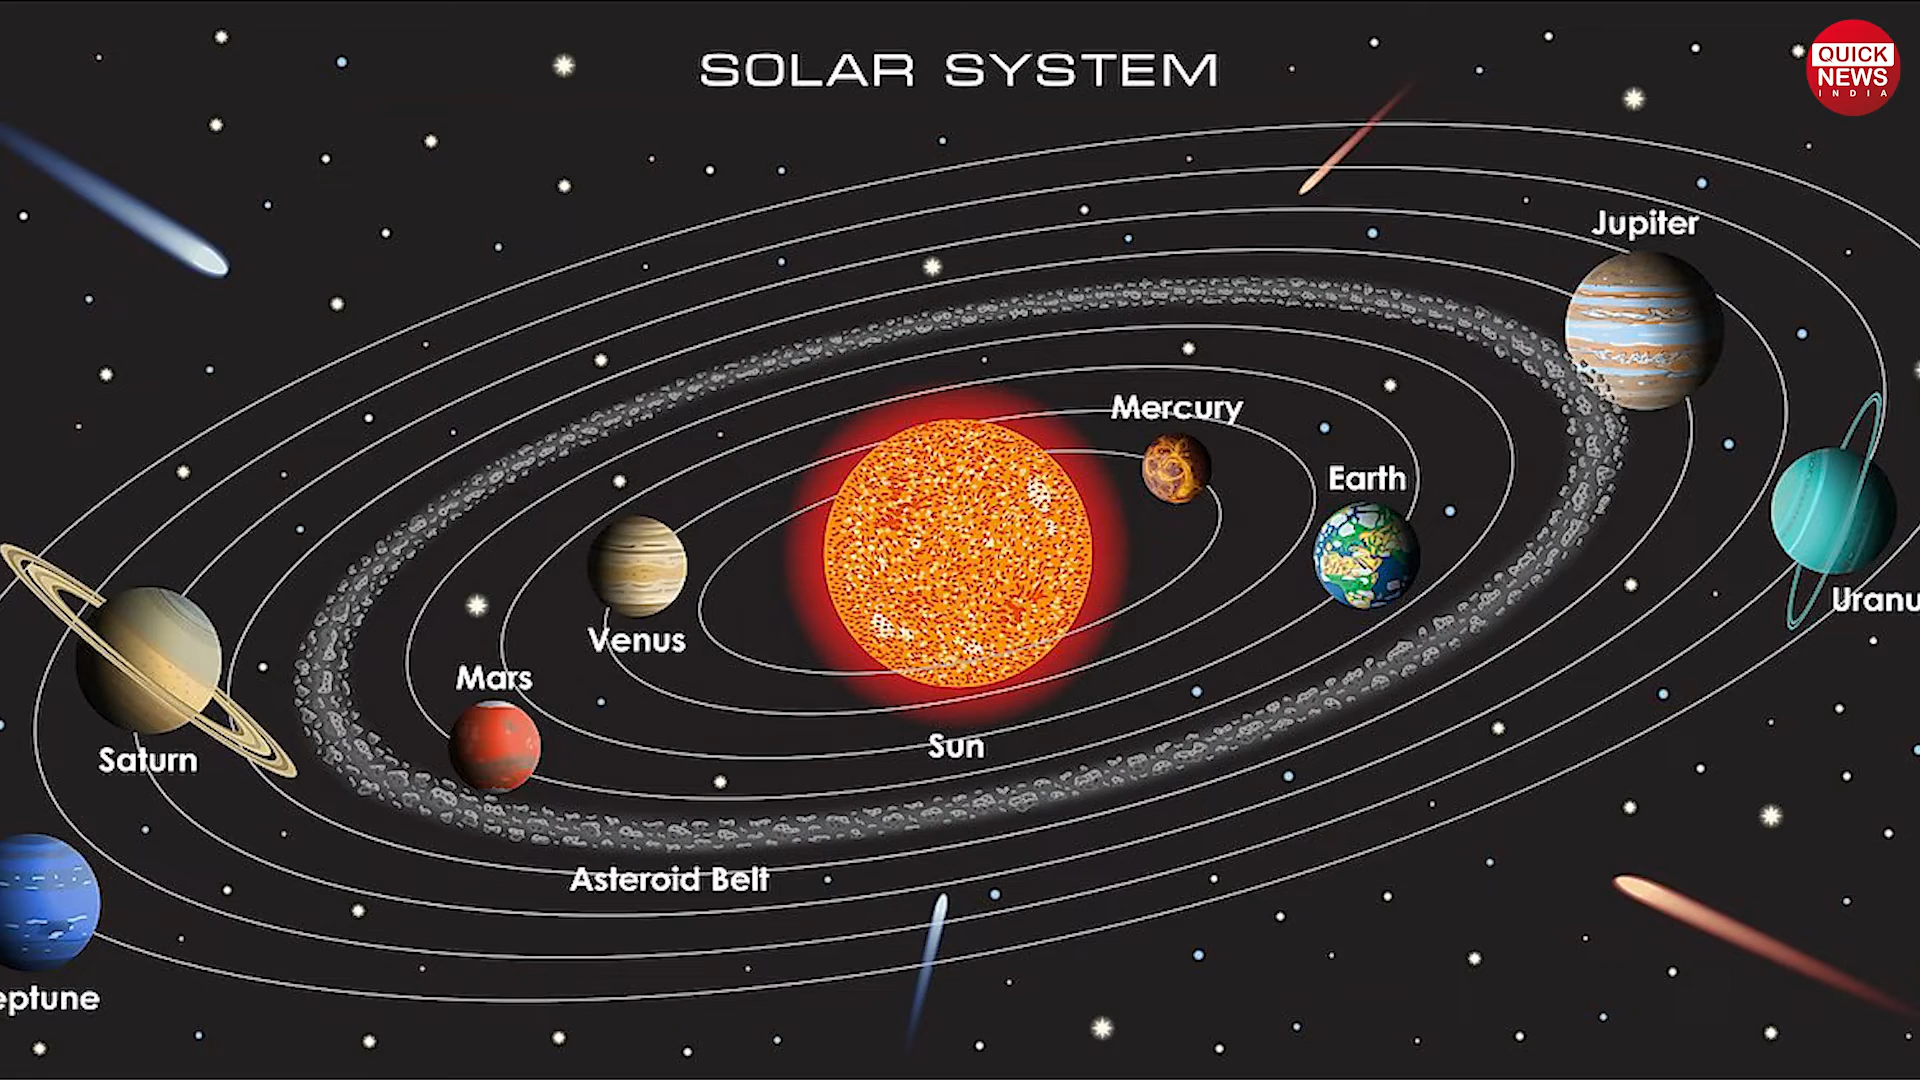 SOLAR SYSTEM
QUICK
NEWS
INDIA
Jupiter
Mercury
Earth
Uranu
Venus
Mars
Sun
Saturn
Asteroid Belt
eptune